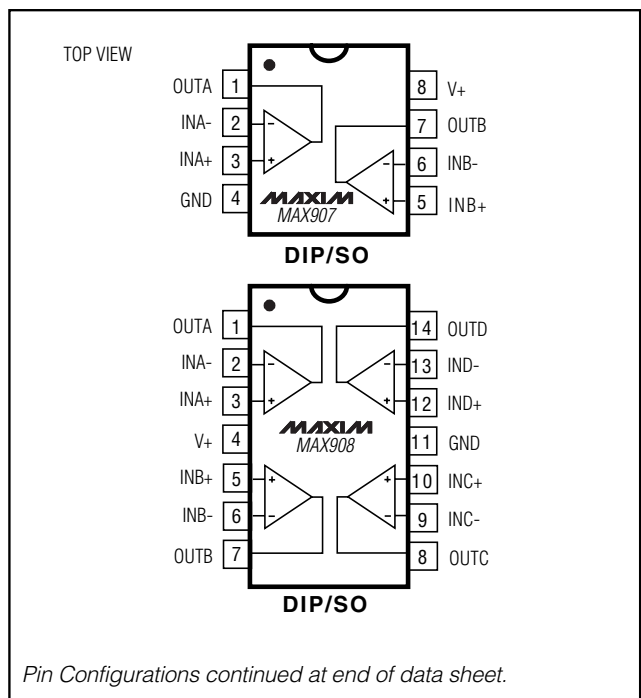 TOP VIEW
OUTA 1
8 V+
INA- 2
7 OUTB
-
INA+ 3
+
-
6 INB-
GND 4
MAXIM
+
5 INB+
MAX907
DIP/SO
OUTA 1
14 OUTD
INA- 2
-
-
13 IND-
INA+ 3
+
+
12 IND+
V+ 4
MAXIM
11 GND
MAX908
INB+ 5
+
+
10 INC+
INB- 6
-
-
9 INC-
OUTB 7
8 OUTC
DIP/SO
Pin Configurations continued at end of data sheet.